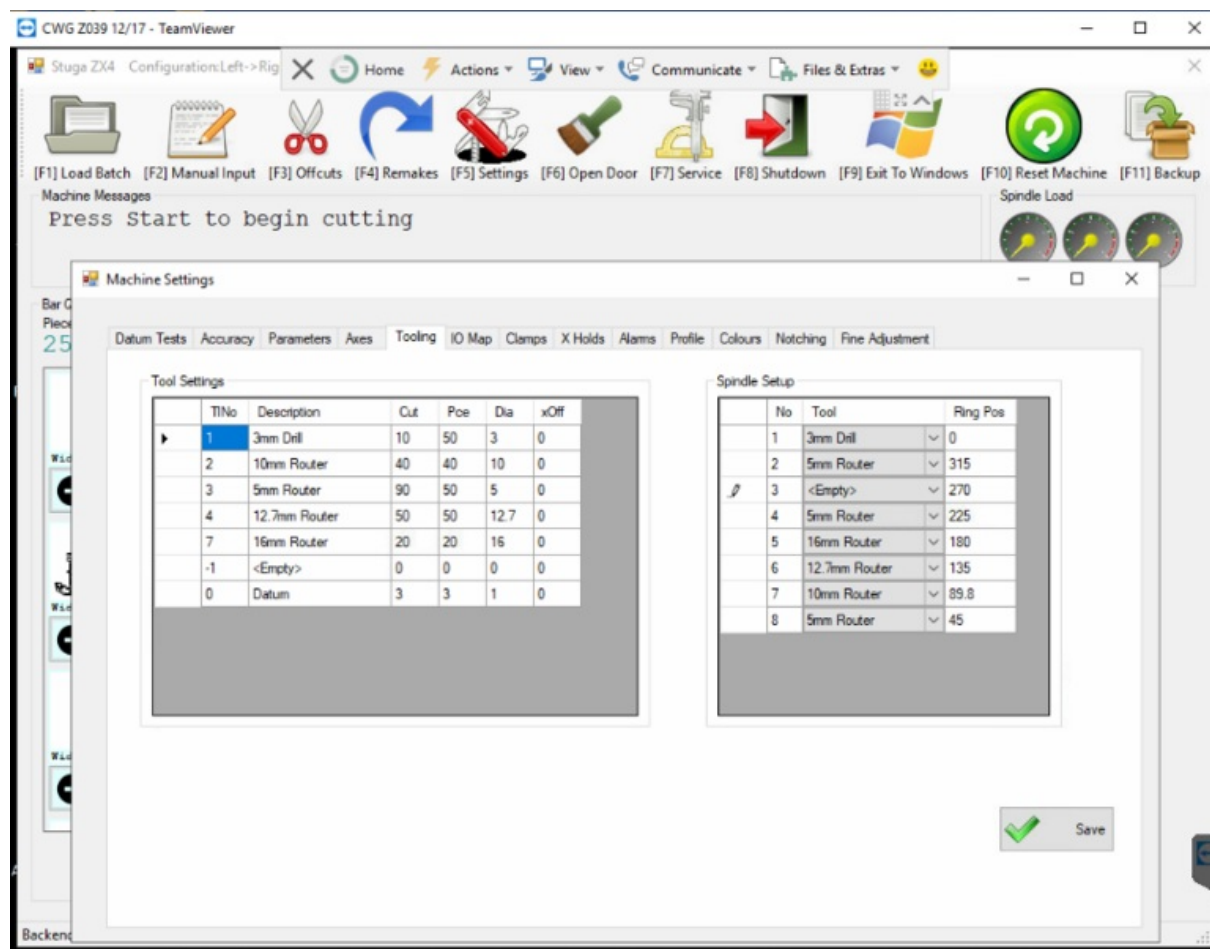 CWG Z039 12/17 - TeamViewer
Stuga ZX4 Configuration:Left->Rig
Home Actions View Communicate Files & Extras
[F1] Load Batch [F2] Manual Input [F3] Offcuts [F4] Remakes [F5] Settings [F6] Open Door [F7] Service [F8] Shutdown [F9] Exit To Windows [F10] Reset Machine [F11] Backup
Machine Messages
Press Start to begin cutting
Spindle Load
Machine Settings
Bar
Piece
25
Datum Tests Accuracy Parameters Axes Tooling IO Map Clamps X Holds Alarms Profile Colours Notching Fine Adjustment
Tool Settings
TlNo Description Cut Pce Dia xOff
1 3mm Drill 10 50 3 0
2 10mm Router 40 40 10 0
3 5mm Router 90 50 5 0
4 12.7mm Router 50 50 12.7 0
7 16mm Router 20 20 16 0
-1 <Empty> 0 0 0 0
0 Datum 3 3 1 0
Spindle Setup
No Tool Ring Pos
1 3mm Drill 0
2 5mm Router 315
3 <Empty> 270
4 5mm Router 225
5 16mm Router 180
6 12.7mm Router 135
7 10mm Router 89.8
8 5mm Router 45
Wid
Wid
Wid
Save
Backend